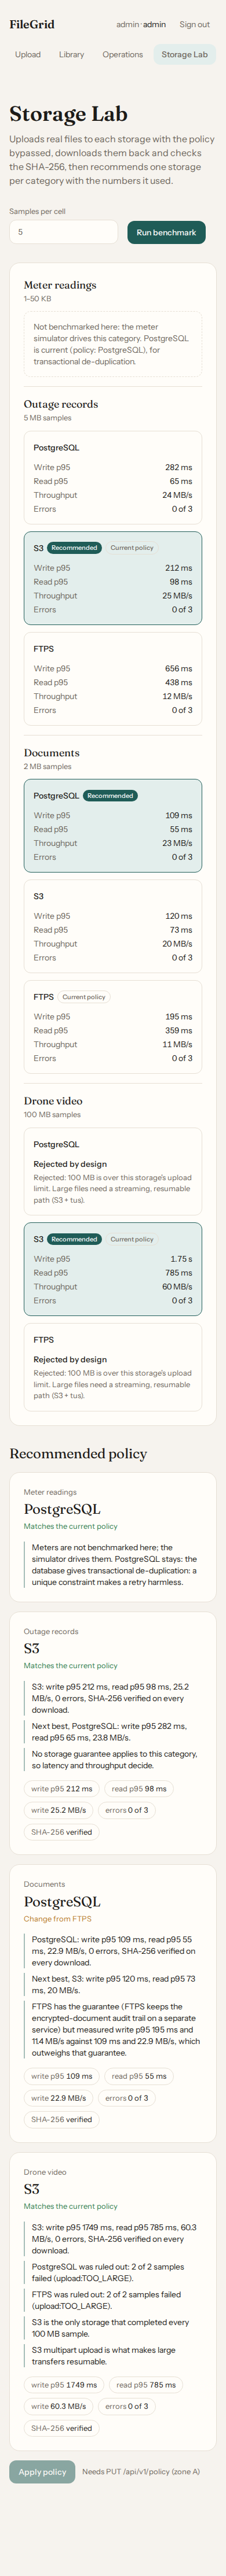 FileGrid
admin · admin
Sign out
Upload
Library
Operations
Storage Lab
Storage Lab
Uploads real files to each storage with the policy
bypassed, downloads them back and checks
the SHA-256, then recommends one storage
per category with the numbers it used.
Samples per cell
5
Run benchmark
Meter readings
1–50 KB
Not benchmarked here: the meter
simulator drives this category. PostgreSQL
is current (policy: PostgreSQL), for
transactional de-duplication.
Outage records
5 MB samples
PostgreSQL
Write p95 282 ms
Read p95 65 ms
Throughput 24 MB/s
Errors 0 of 3
S3 Recommended Current policy
Write p95 212 ms
Read p95 98 ms
Throughput 25 MB/s
Errors 0 of 3
FTPS
Write p95 656 ms
Read p95 438 ms
Throughput 12 MB/s
Errors 0 of 3
Documents
2 MB samples
PostgreSQL Recommended
Write p95 109 ms
Read p95 55 ms
Throughput 23 MB/s
Errors 0 of 3
S3
Write p95 120 ms
Read p95 73 ms
Throughput 20 MB/s
Errors 0 of 3
FTPS Current policy
Write p95 195 ms
Read p95 359 ms
Throughput 11 MB/s
Errors 0 of 3
Drone video
100 MB samples
PostgreSQL
Rejected by design
Rejected: 100 MB is over this storage's upload
limit. Large files need a streaming, resumable
path (S3 + tus).
S3 Recommended Current policy
Write p95 1.75 s
Read p95 785 ms
Throughput 60 MB/s
Errors 0 of 3
FTPS
Rejected by design
Rejected: 100 MB is over this storage's upload
limit. Large files need a streaming, resumable
path (S3 + tus).
Recommended policy
Meter readings
PostgreSQL
Matches the current policy
Meters are not benchmarked here; the
simulator drives them. PostgreSQL stays: the
database gives transactional de-duplication: a
unique constraint makes a retry harmless.
Outage records
S3
Matches the current policy
S3: write p95 212 ms, read p95 98 ms, 25.2
MB/s, 0 errors, SHA-256 verified on every
download.
Next best, PostgreSQL: write p95 282 ms,
read p95 65 ms, 23.8 MB/s.
No storage guarantee applies to this category,
so latency and throughput decide.
write p95 212 ms
read p95 98 ms
write 25.2 MB/s
errors 0 of 3
SHA-256 verified
Documents
PostgreSQL
Change from FTPS
PostgreSQL: write p95 109 ms, read p95 55
ms, 22.9 MB/s, 0 errors, SHA-256 verified on
every download.
Next best, S3: write p95 120 ms, read p95 73
ms, 20 MB/s.
FTPS has the guarantee (FTPS keeps the
encrypted-document audit trail on a separate
service) but measured write p95 195 ms and
11.4 MB/s against 109 ms and 22.9 MB/s, which
outweighs that guarantee.
write p95 109 ms
read p95 55 ms
write 22.9 MB/s
errors 0 of 3
SHA-256 verified
Drone video
S3
Matches the current policy
S3: write p95 1749 ms, read p95 785 ms, 60.3
MB/s, 0 errors, SHA-256 verified on every
download.
PostgreSQL was ruled out: 2 of 2 samples
failed (upload:TOO_LARGE).
FTPS was ruled out: 2 of 2 samples failed
(upload:TOO_LARGE).
S3 is the only storage that completed every
100 MB sample.
S3 multipart upload is what makes large
transfers resumable.
write p95 1749 ms
read p95 785 ms
write 60.3 MB/s
errors 0 of 3
SHA-256 verified
Apply policy
Needs PUT /api/v1/policy (zone A)